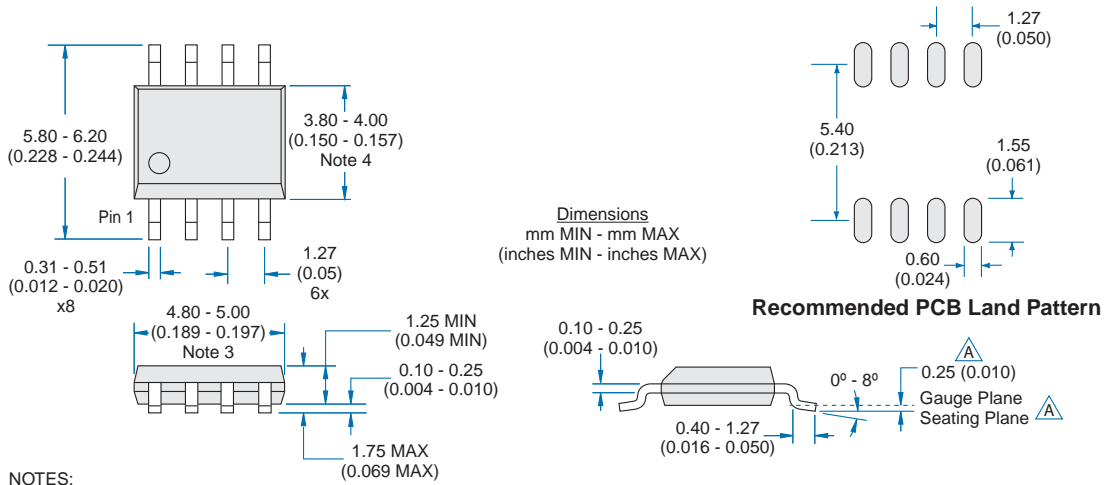 5.80 - 6.20
(0.228 - 0.244)
3.80 - 4.00
(0.150 - 0.157)
Note 4
Pin 1
0.31 - 0.51
(0.012 - 0.020)
x8
1.27
(0.05)
6x
4.80 - 5.00
(0.189 - 0.197)
Note 3
1.25 MIN
(0.049 MIN)
0.10 - 0.25
(0.004 - 0.010)
1.75 MAX
(0.069 MAX)
Dimensions
mm MIN - mm MAX
(inches MIN - inches MAX)
1.27
(0.050)
5.40
(0.213)
1.55
(0.061)
0.60
(0.024)
Recommended PCB Land Pattern
0.10 - 0.25
(0.004 - 0.010)
0º - 8º
A
0.25 (0.010)
Gauge Plane
Seating Plane A
0.40 - 1.27
(0.016 - 0.050)
NOTES: